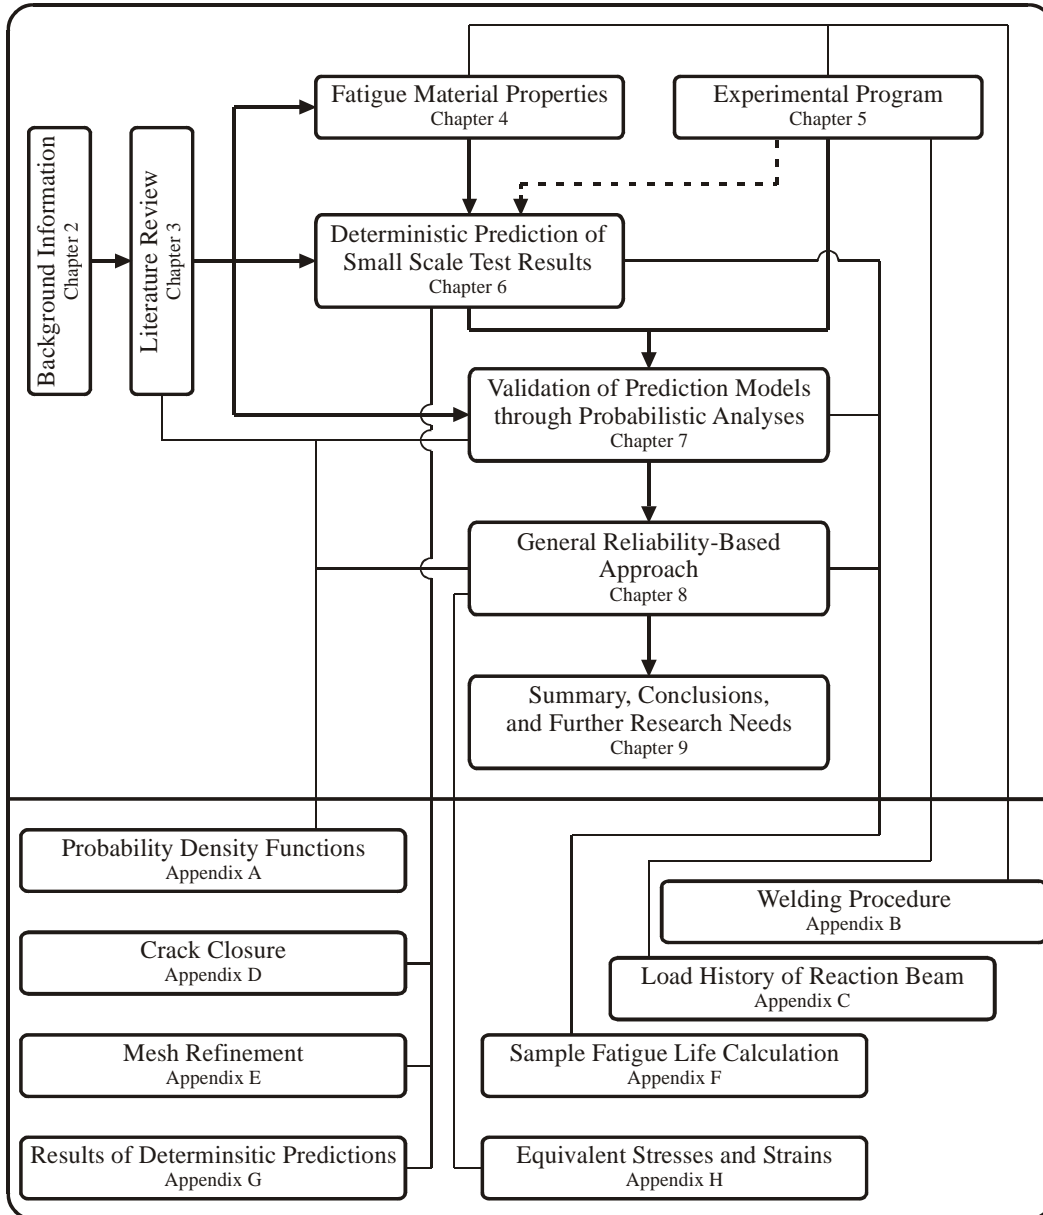 Fatigue Material Properties
Chapter 4
Experimental Program
Chapter 5
Background Information
Chapter 2
Literature Review
Chapter 3
Deterministic Prediction of
Small Scale Test Results
Chapter 6
Validation of Prediction Models
through Probabilistic Analyses
Chapter 7
General Reliability-Based
Approach
Chapter 8
Summary, Conclusions,
and Further Research Needs
Chapter 9
Probability Density Functions
Appendix A
Welding Procedure
Appendix B
Crack Closure
Appendix D
Load History of Reaction Beam
Appendix C
Mesh Refinement
Appendix E
Sample Fatigue Life Calculation
Appendix F
Results of Determinsitic Predictions
Appendix G
Equivalent Stresses and Strains
Appendix H